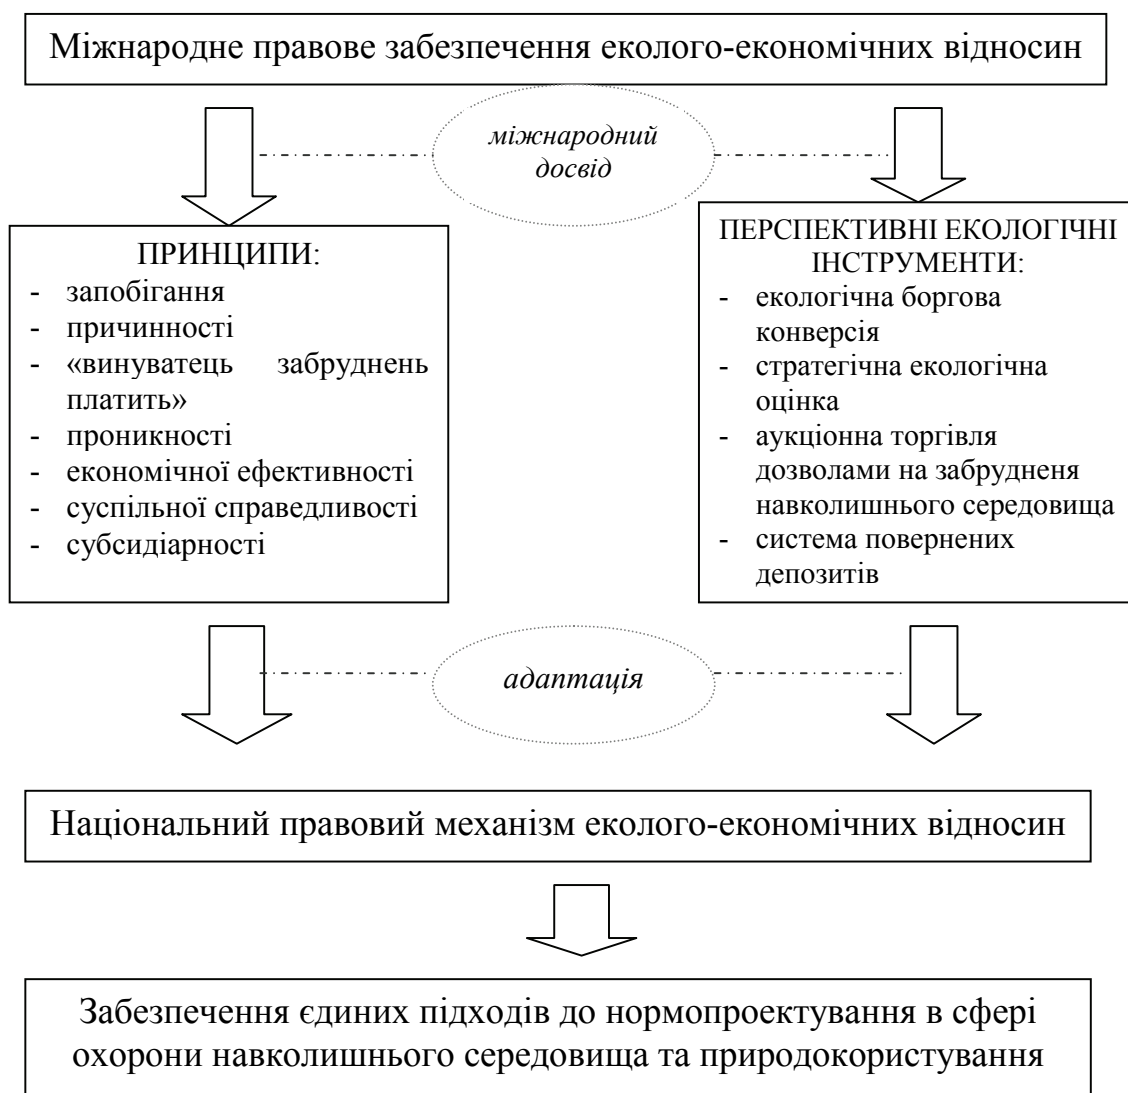 Міжнародне правове забезпечення еколого-економічних відносин
міжнародний
досвід
ПРИНЦИПИ:
- запобігання
- причинності
- «винуватець забруднень
платить»
- проникності
- економічної ефективності
- суспільної справедливості
- субсидіарності
ПЕРСПЕКТИВНІ ЕКОЛОГІЧНІ
ІНСТРУМЕНТИ:
- екологічна боргова
конверсія
- стратегічна екологічна
оцінка
- аукціонна торгівля
дозволами на забрудненя
навколишнього середовища
- система повернених
депозитів
адаптація
Національний правовий механізм еколого-економічних відносин
Забезпечення єдиних підходів до нормопроектування в сфері
охорони навколишнього середовища та природокористування